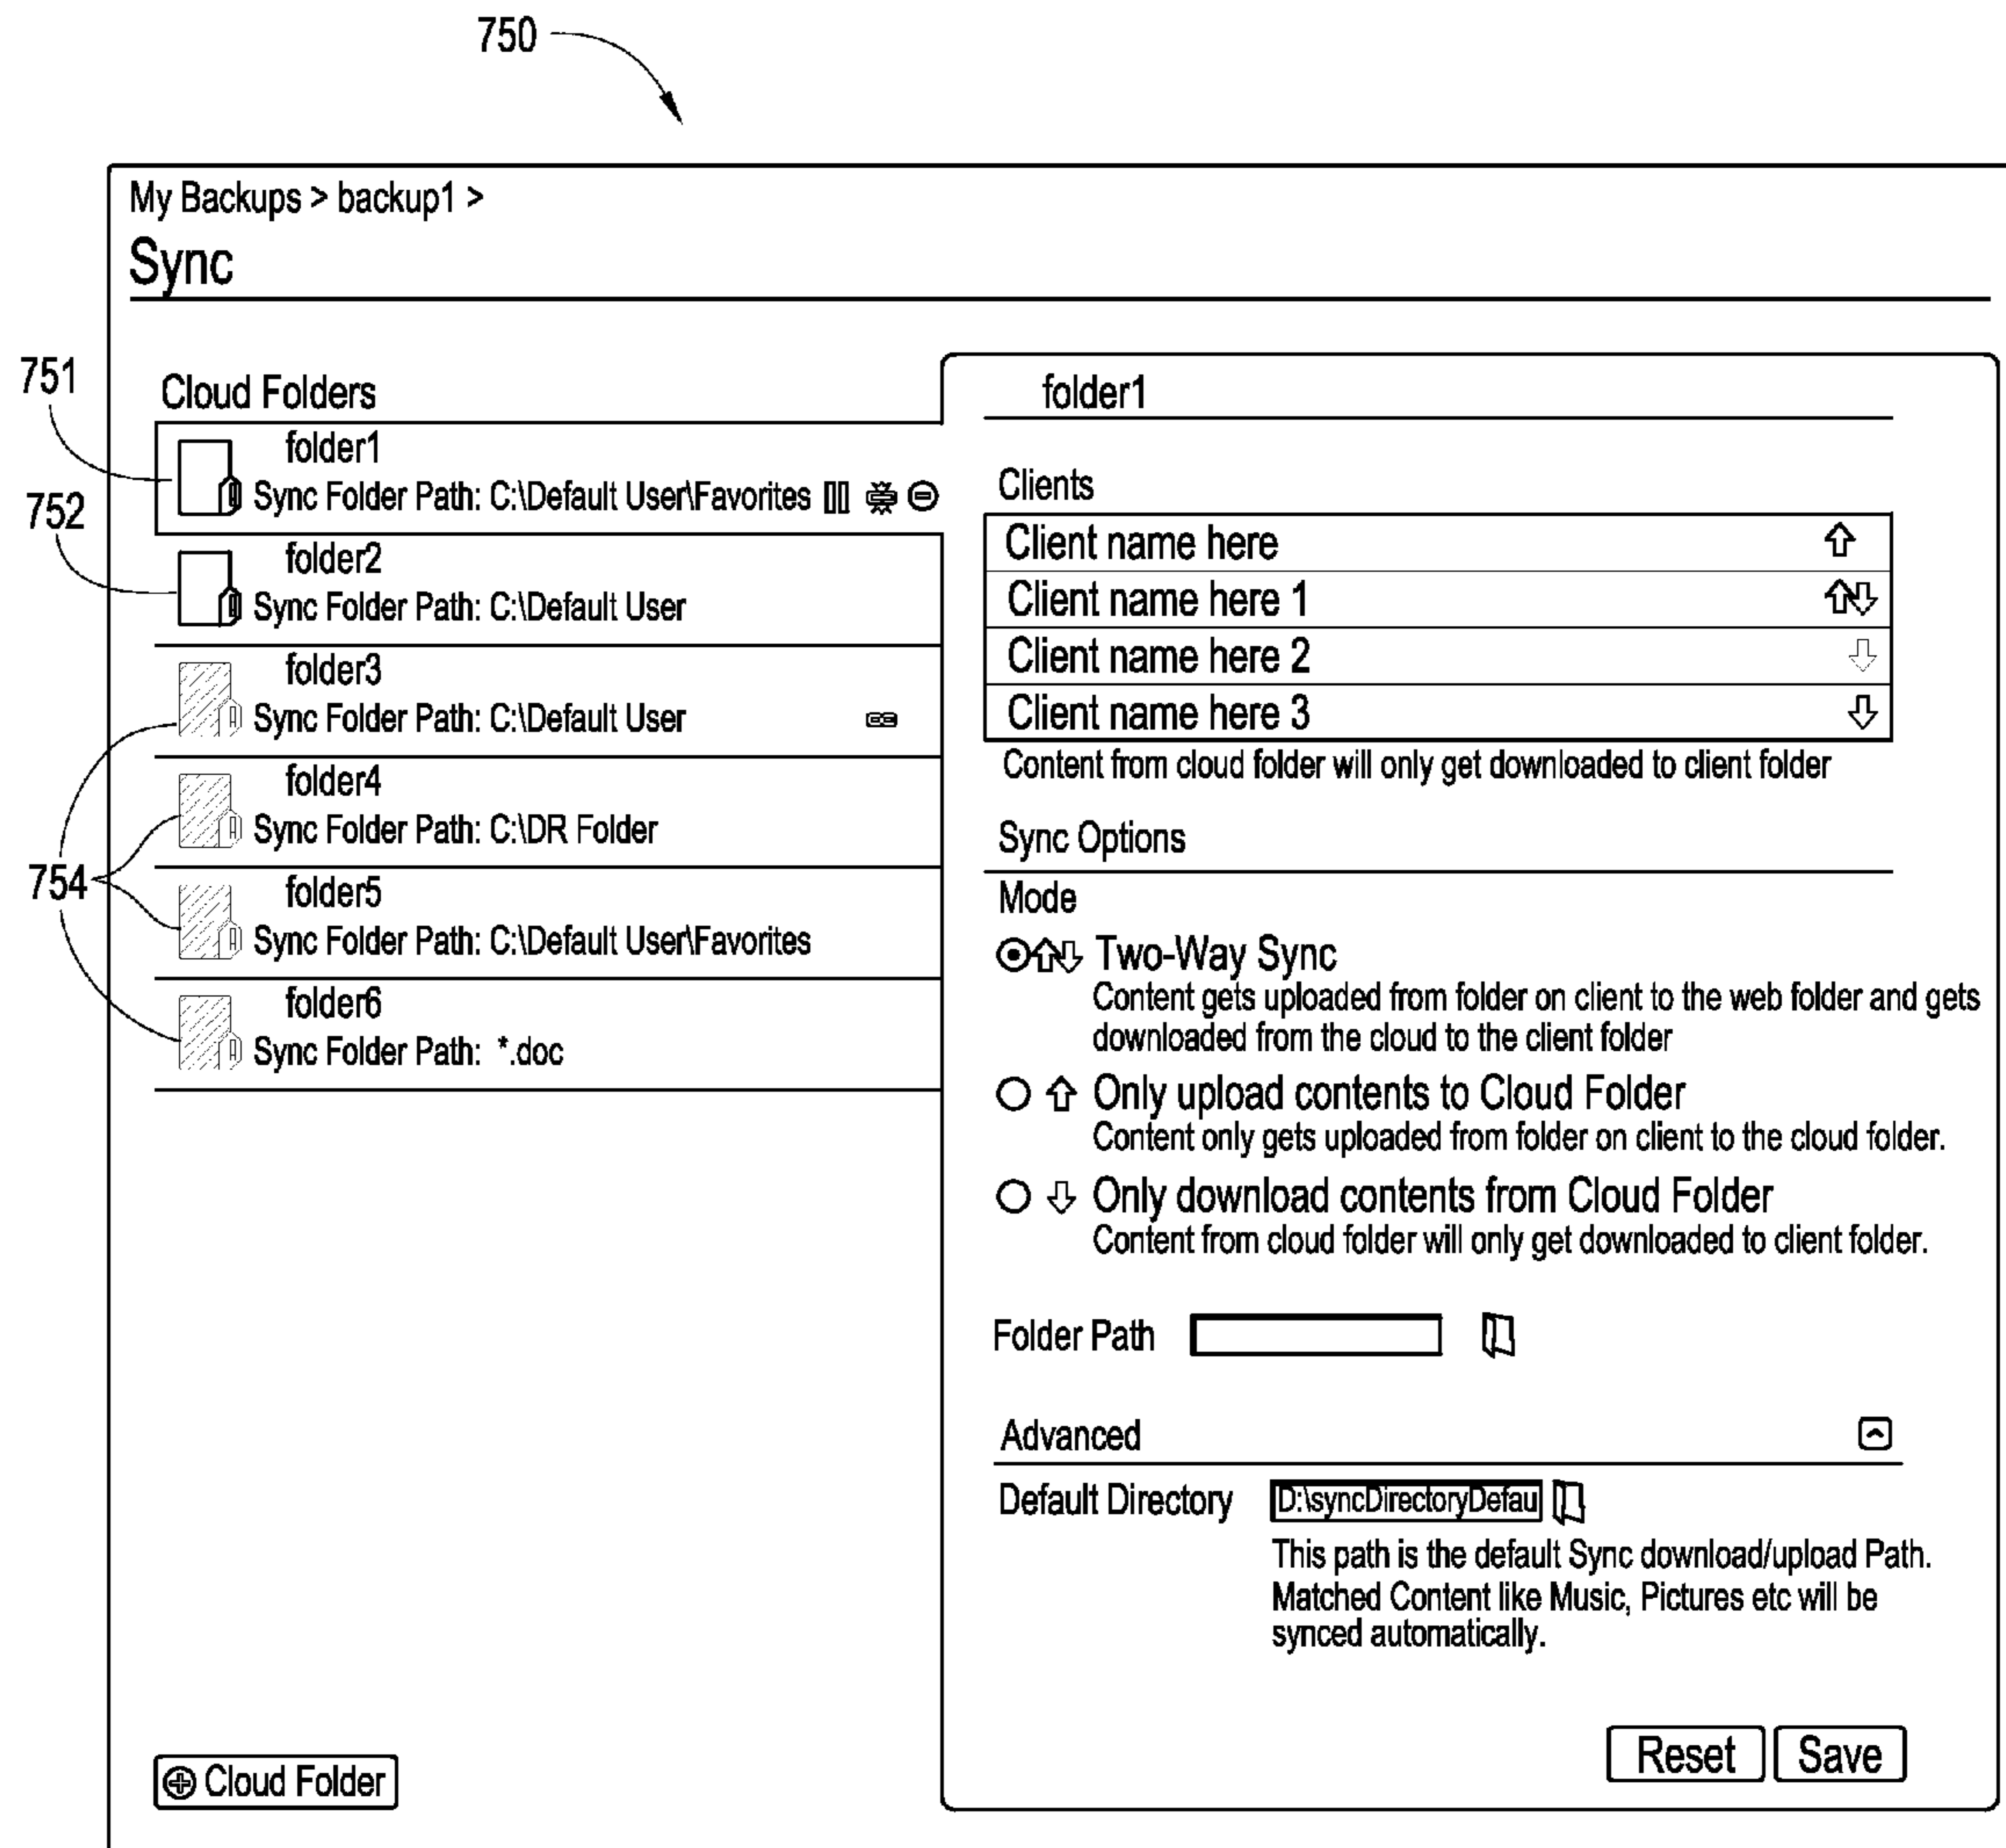 750
My Backups > backup1 >
Sync
751
752
754
Cloud Folders
folder1
Sync Folder Path: C:\Default User\Favorites
folder2
Sync Folder Path: C:\Default User
folder3
Sync Folder Path: C:\Default User
folder4
Sync Folder Path: C:\DR Folder
folder5
Sync Folder Path: C:\Default User\Favorites
folder6
Sync Folder Path: *.doc
Cloud Folder
folder1
Clients
Client name here
Client name here 1
Client name here 2
Client name here 3
Content from cloud folder will only get downloaded to client folder
Sync Options
Mode
Two-Way Sync
Content gets uploaded from folder on client to the web folder and gets
downloaded from the cloud to the client folder
Only upload contents to Cloud Folder
Content only gets uploaded from folder on client to the cloud folder.
Only download contents from Cloud Folder
Content from cloud folder will only get downloaded to client folder.
Folder Path
Advanced
Default Directory D:\syncDirectoryDefau
This path is the default Sync download/upload Path.
Matched Content like Music, Pictures etc will be
synced automatically.
Reset Save